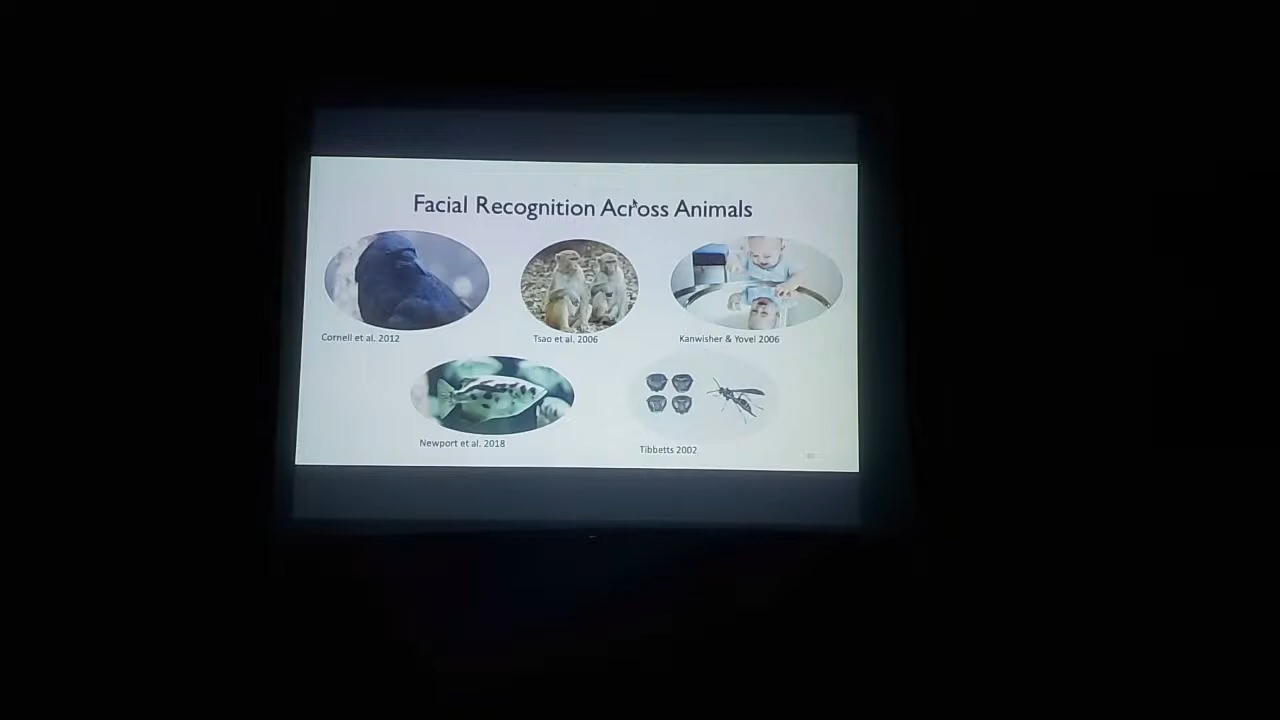 Facial Recognition Across Animals
Cornell et al. 2012
Tsao et al. 2006
Kanwisher & Yovel 2006
Newport et al. 2018
Tibbetts 2002